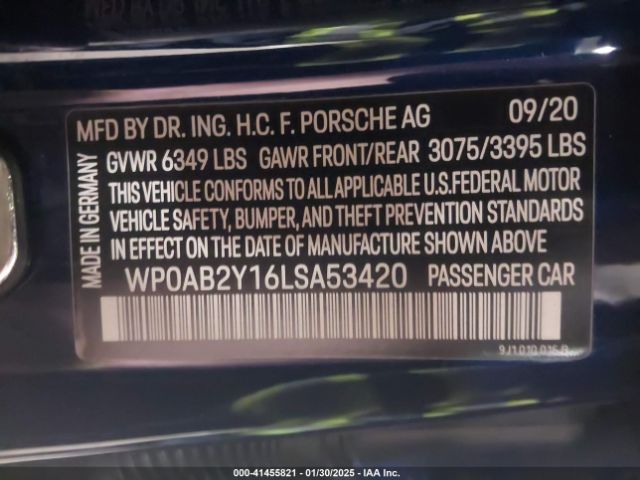 MFD BY DR. ING. H.C. F. PORSCHE AG 09/20
GVWR 6349 LBS GAWR FRONT/REAR 3075/3395 LBS
THIS VEHICLE CONFORMS TO ALL APPLICABLE U.S.FEDERAL MOTOR
VEHICLE SAFETY, BUMPER, AND THEFT PREVENTION STANDARDS
IN EFFECT ON THE DATE OF MANUFACTURE SHOWN ABOVE
MADE IN GERMANY
WP0AB2Y16LSA53420 PASSENGER CAR
000-41455821 | 01/30/2025 - IAA Inc.